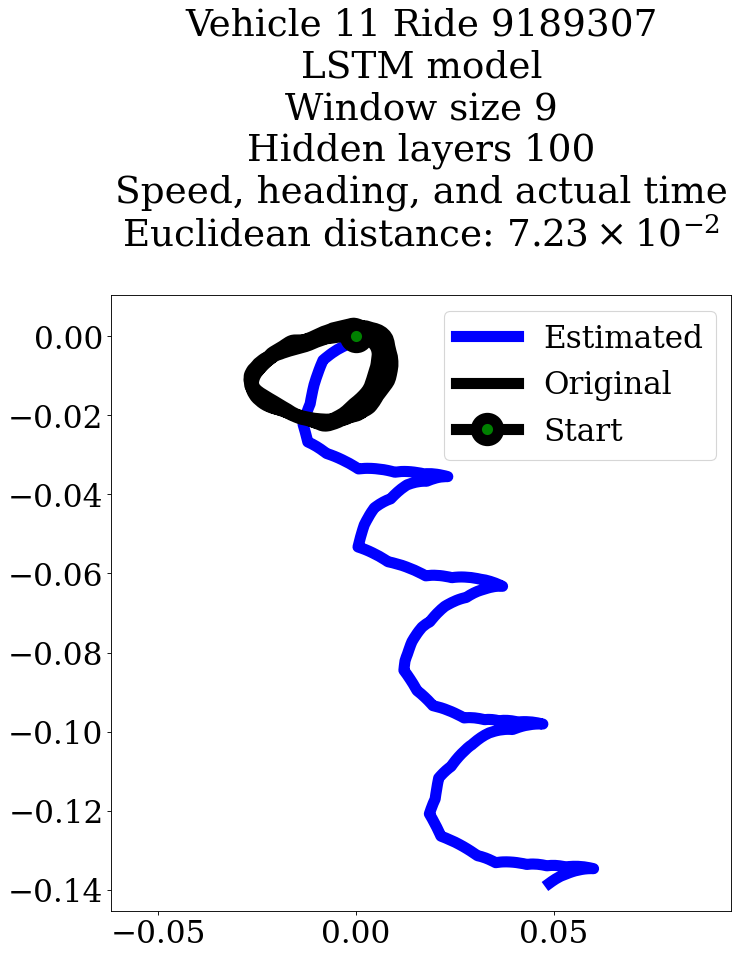 Vehicle 11 Ride 9189307
LSTM model
Window size 9
Hidden layers 100
Speed, heading, and actual time
Euclidean distance: 7.23 × 10⁻²
Estimated
Original
Start
0.00
−0.02
−0.04
−0.06
−0.08
−0.10
−0.12
−0.14
−0.05
0.00
0.05